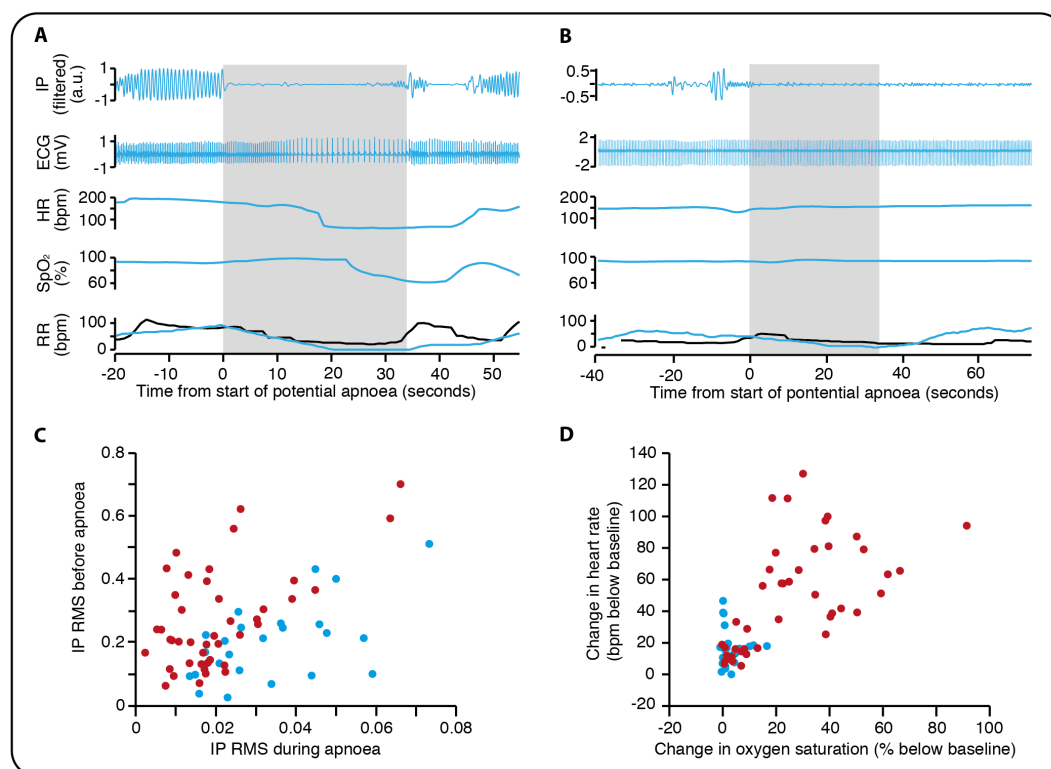 A
IP
(filtered)
(a.u.)
1
-1
ECG
(mV)
1
-1
HR
(bpm)
200
100
SpO₂
(%)
100
60
RR
(bpm)
100
0
-20 -10 0 10 20 30 40 50
Time from start of potential apnoea (seconds)
B
0.5
-0.5
2
-2
200
100
100
60
100
0
-40 -20 0 20 40 60
Time from start of pontential apnoea (seconds)
C
IP RMS before apnoea
0.8
0.6
0.4
0.2
0
0 0.02 0.04 0.06 0.08
IP RMS during apnoea
D
Change in heart rate
(bpm below baseline)
140
120
100
80
60
40
20
0
-20
-20 0 20 40 60 80 100
Change in oxygen saturation (% below baseline)